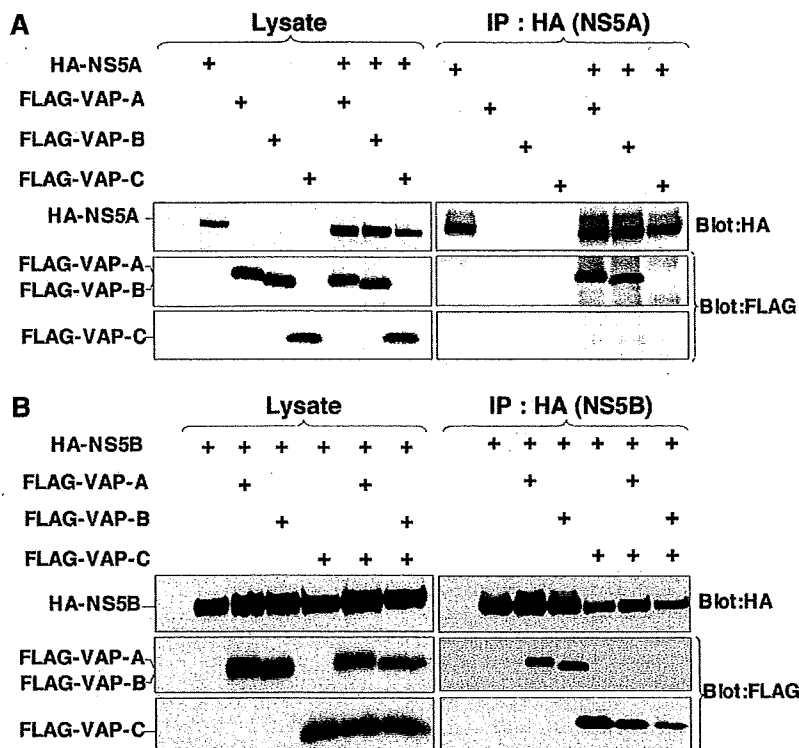 A
Lysate
IP : HA (NS5A)
HA-NS5A + + + + + + + +
FLAG-VAP-A + + + +
FLAG-VAP-B + + + +
FLAG-VAP-C + + + +
HA-NS5A
Blot:HA
FLAG-VAP-A
FLAG-VAP-B
Blot:FLAG
FLAG-VAP-C
B
Lysate
IP : HA (NS5B)
HA-NS5B + + + + + + + + + + + +
FLAG-VAP-A + + + +
FLAG-VAP-B + + + +
FLAG-VAP-C + + + + + +
HA-NS5B
Blot:HA
FLAG-VAP-A
FLAG-VAP-B
Blot:FLAG
FLAG-VAP-C